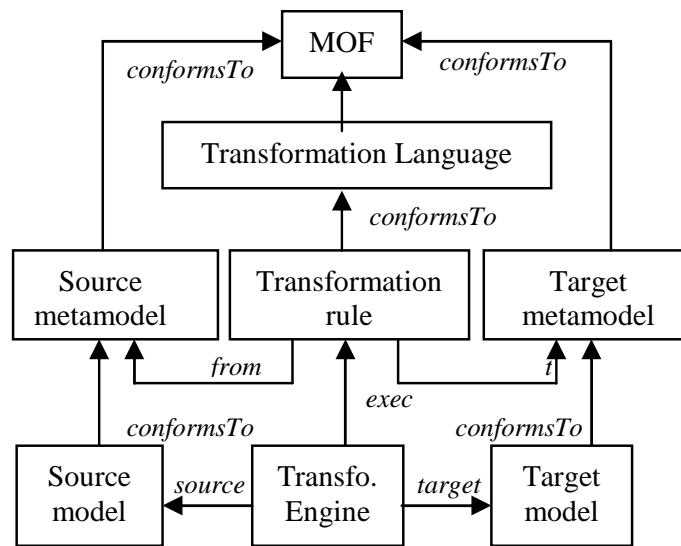 MOF
conformsTo
conformsTo
Transformation Language
conformsTo
Source
metamodel
Transformation
rule
Target
metamodel
from
t
exec
conformsTo
conformsTo
Source
model
source
Transfo.
Engine
target
Target
model